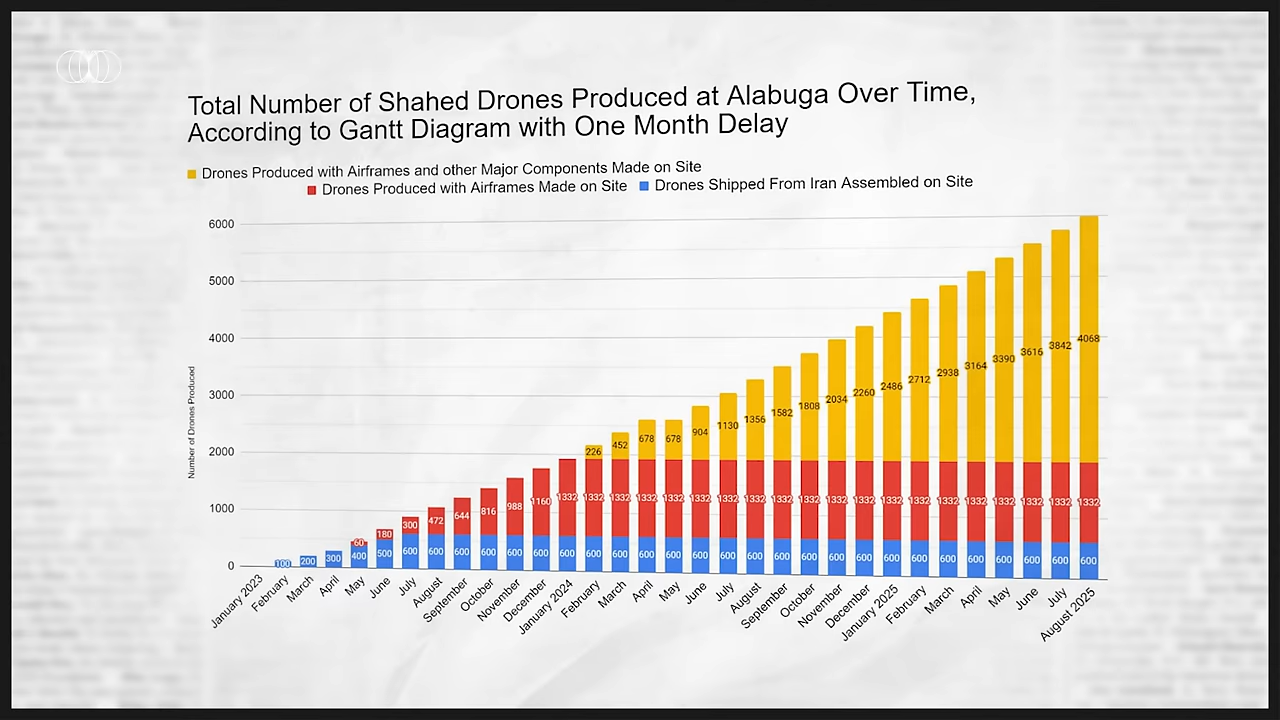 Total Number of Shahed Drones Produced at Alabuga Over Time,
According to Gantt Diagram with One Month Delay
Drones Produced with Airframes and other Major Components Made on Site
Drones Produced with Airframes Made on Site Drones Shipped From Iran Assembled on Site
Number of Drones Produced
6000
5000
4000
3000
2000
1000
0
226 452 678 678 904 1130 1356 1582 1808 2034 2260 2486 2712 2938 3164 3390 3616 3842 4068
60 180 300 472 644 816 988 1160 1332 1332 1332 1332 1332 1332 1332 1332 1332 1332 1332 1332 1332 1332 1332 1332 1332 1332 1332 1332
100 200 300 400 500 600 600 600 600 600 600 600 600 600 600 600 600 600 600 600 600 600 600 600 600 600 600 600 600 600 600
January 2023 February March April May June July August September October November December January 2024 February March April May June July August September October November December January 2025 February March April May June July August 2025